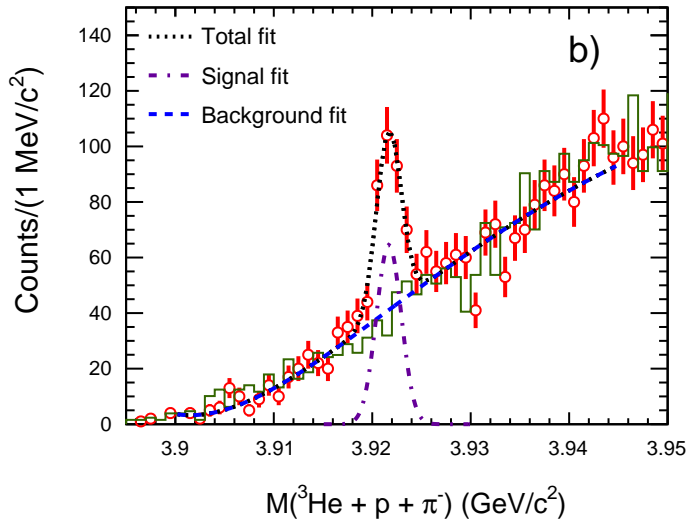 b)
Total fit
Signal fit
Background fit
Counts/(1 MeV/c²)
140
120
100
80
60
40
20
0
3.9 3.91 3.92 3.93 3.94 3.95
M(³He + p + π⁻) (GeV/c²)